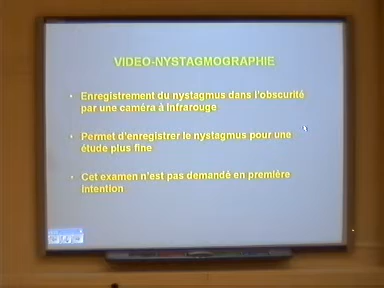 VIDEO-NYSTAGMOGRAPHIE
• Enregistrement du nystagmus dans l'obscurité
par une caméra à infrarouge
• Permet d'enregistrer le nystagmus pour une
étude plus fine
• Cet examen n'est pas demandé en première
intention